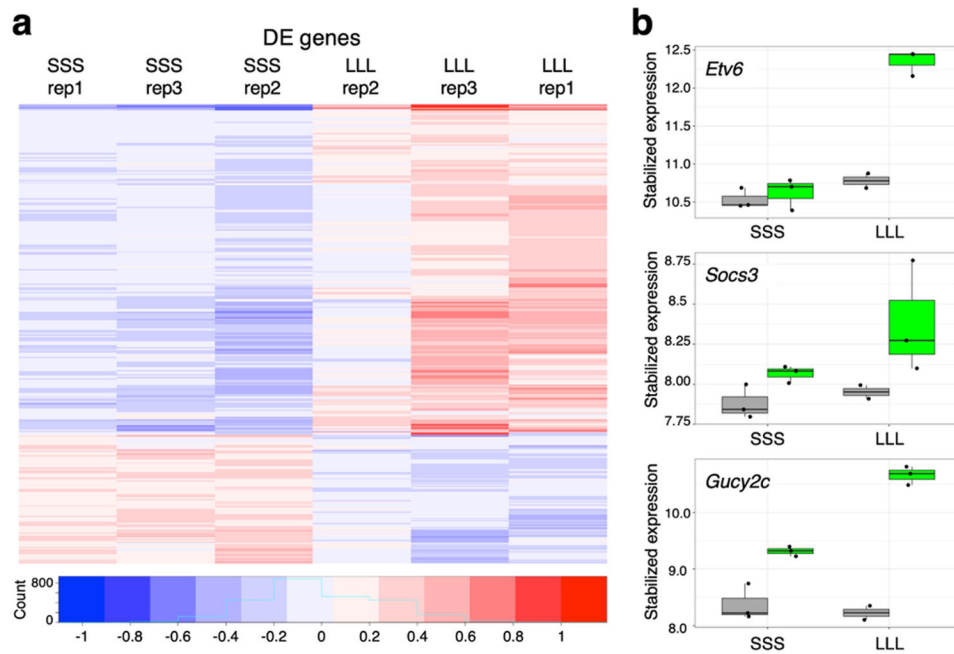 a
DE genes
SSS SSS SSS LLL LLL LLL
rep1 rep3 rep2 rep2 rep3 rep1
800
0
Count
-1 -0.8 -0.6 -0.4 -0.2 0 0.2 0.4 0.6 0.8 1
b
Etv6
Stabilized expression
12.5
12.0
11.5
11.0
10.5
SSS LLL
Socs3
Stabilized expression
8.75
8.5
8.25
8.00
7.75
SSS LLL
Gucy2c
Stabilized expression
10.0
9.0
8.0
SSS LLL